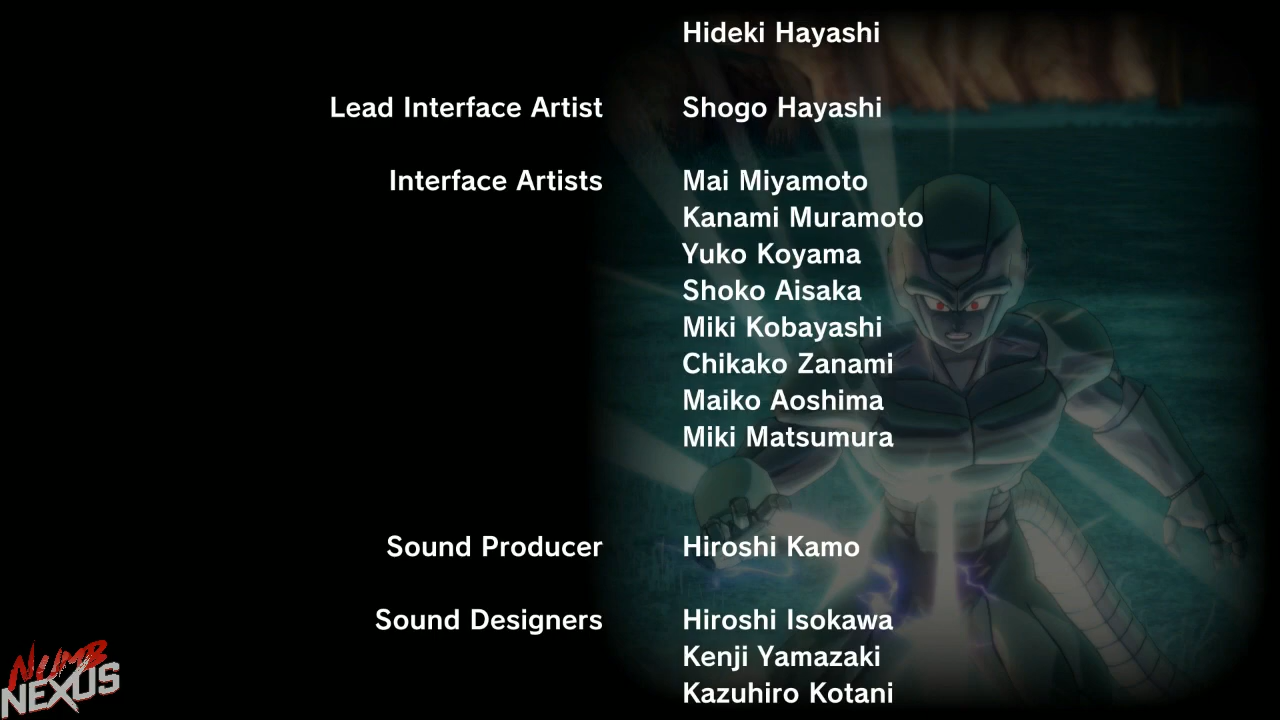 Hideki Hayashi
Lead Interface Artist Shogo Hayashi
Interface Artists Mai Miyamoto
Kanami Muramoto
Yuko Koyama
Shoko Aisaka
Miki Kobayashi
Chikako Zanami
Maiko Aoshima
Miki Matsumura
Sound Producer Hiroshi Kamo
Sound Designers Hiroshi Isokawa
Kenji Yamazaki
Kazuhiro Kotani
NUMB
NEXUS